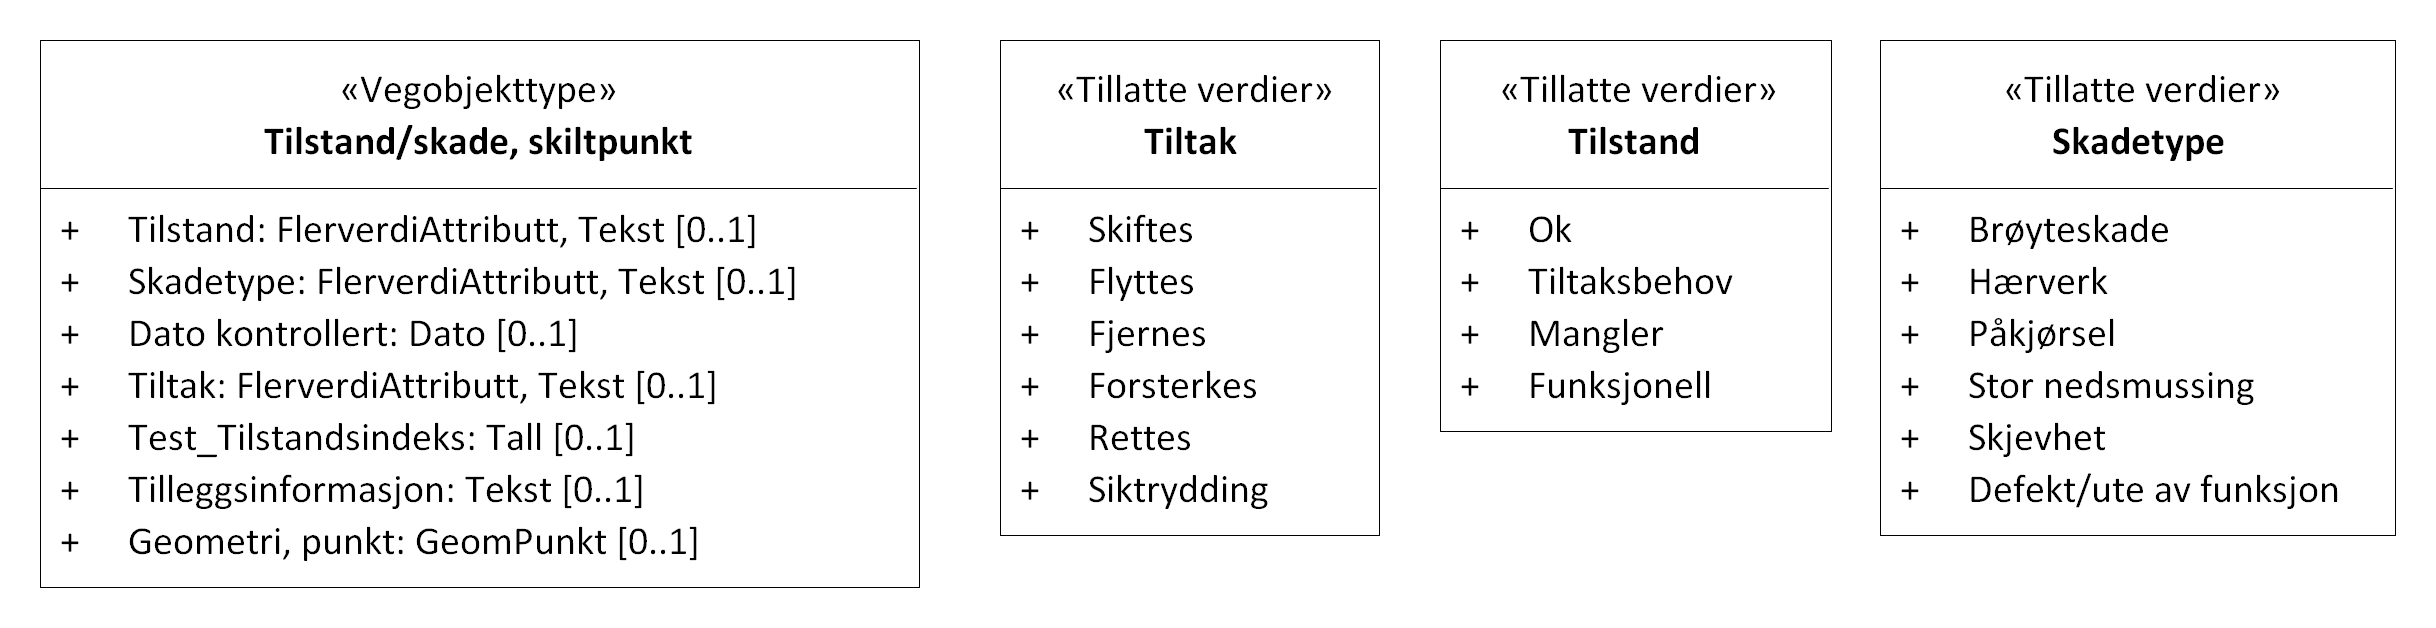 «Vegobjekttype»
Tilstand/skade, skiltpunkt
+ Tilstand: FlerverdiAttributt, Tekst [0..1]
+ Skadetype: FlerverdiAttributt, Tekst [0..1]
+ Dato kontrollert: Dato [0..1]
+ Tiltak: FlerverdiAttributt, Tekst [0..1]
+ Test_Tilstandsindeks: Tall [0..1]
+ Tilleggsinformasjon: Tekst [0..1]
+ Geometri, punkt: GeomPunkt [0..1]
«Tillatte verdier»
Tiltak
+ Skiftes
+ Flyttes
+ Fjernes
+ Forsterkes
+ Rettes
+ Siktrydding
«Tillatte verdier»
Tilstand
+ Ok
+ Tiltaksbehov
+ Mangler
+ Funksjonell
«Tillatte verdier»
Skadetype
+ Brøyteskade
+ Hærverk
+ Påkjørsel
+ Stor nedsmussing
+ Skjevhet
+ Defekt/ute av funksjon